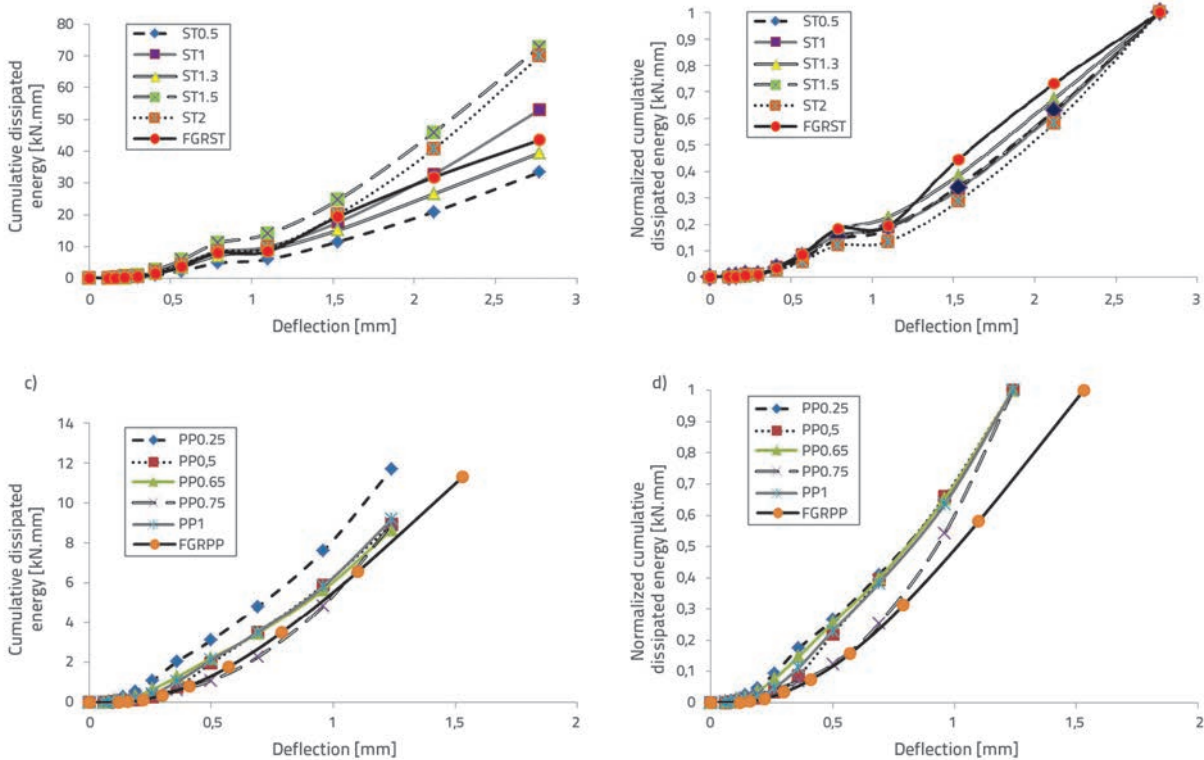 Cumulative dissipated
energy [kN.mm]
80
70
60
50
40
30
20
10
0
ST0.5
ST1
ST1.3
ST1.5
ST2
FGRST
0
0,5
1
1,5
2
2,5
3
Deflection [mm]
Normalized cumulative
dissipated energy [kN.mm]
1
0,9
0,8
0,7
0,6
0,5
0,4
0,3
0,2
0,1
0
ST0.5
ST1
ST1.3
ST1.5
ST2
FGRST
0
0,5
1
1,5
2
2,5
3
Deflection [mm]
c)
Cumulative dissipated
energy [kN.mm]
14
12
10
8
6
4
2
0
PP0.25
PP0,5
PP0.65
PP0.75
PP1
FGRPP
0
0,5
1
1,5
2
Deflection [mm]
d)
Normalized cumulative
dissipated energy [kN.mm]
1
0,9
0,8
0,7
0,6
0,5
0,4
0,3
0,2
0,1
0
PP0.25
PP0,5
PP0.65
PP0.75
PP1
FGRPP
0
0,5
1
1,5
2
Deflection [mm]